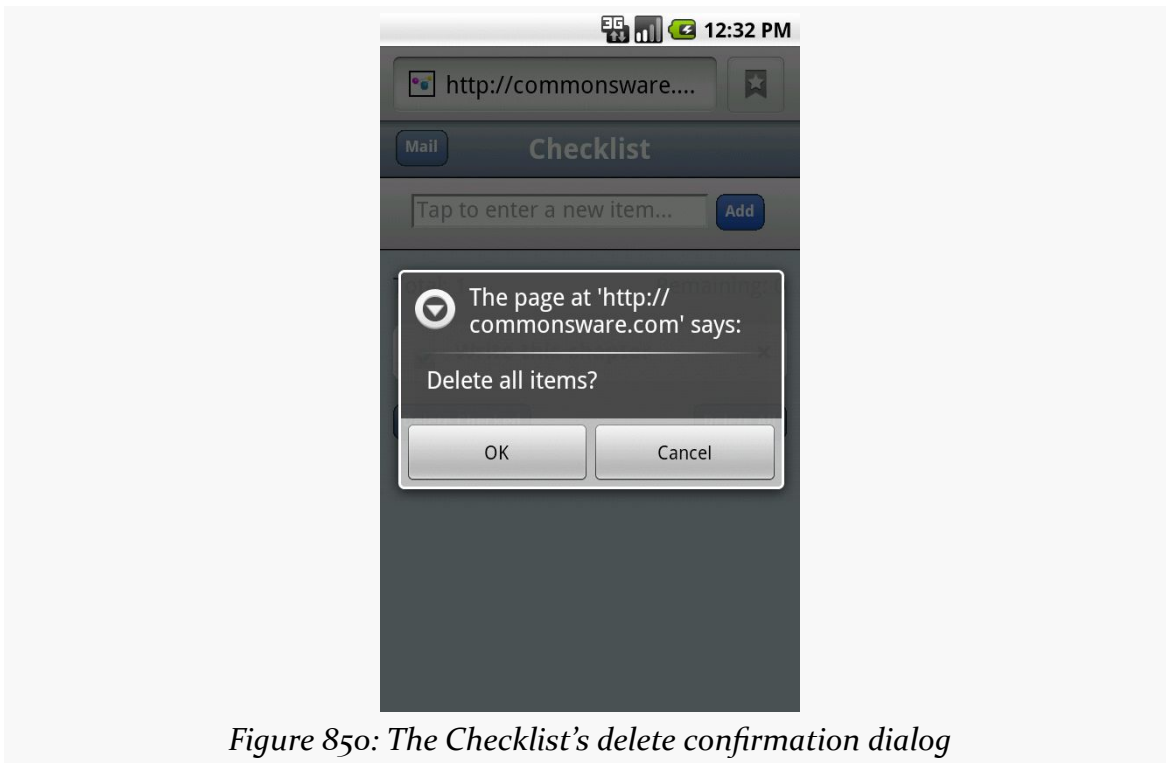 3G
12:32 PM
http://commonsware....
Mail
Checklist
Tap to enter a new item...
Add
The page at 'http://
commonsware.com' says:
Delete all items?
OK
Cancel
Figure 850: The Checklist's delete confirmation dialog